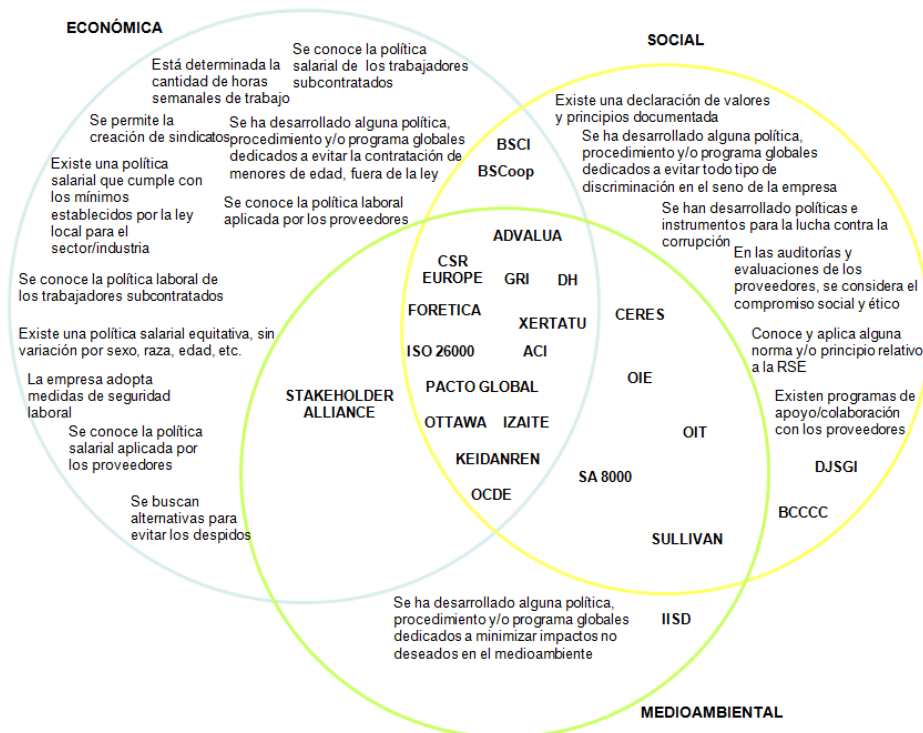 ECONÓMICA
SOCIAL
Se conoce la política
salarial de los trabajadores
subcontratados
Está determinada la
cantidad de horas
semanales de trabajo
Se permite la
creación de sindicatos
Se ha desarrollado alguna política,
procedimiento y/o programa globales
dedicados a evitar la contratación de
menores de edad, fuera de la ley
Existe una política
salarial que cumple con
los mínimos
establecidos por la ley
local para el
sector/industria
Se conoce la política laboral
aplicada por los proveedores
Se conoce la política laboral de
los trabajadores subcontratados
Existe una política salarial equitativa, sin
variación por sexo, raza, edad, etc.
La empresa adopta
medidas de seguridad
laboral
Se conoce la política
salarial aplicada por
los proveedores
Se buscan
alternativas para
evitar los despidos
BSCI
BSCoop
Existe una declaración de valores
y principios documentada
Se ha desarrollado alguna política,
procedimiento y/o programa globales
dedicados a evitar todo tipo de
discriminación en el seno de la empresa
Se han desarrollado políticas e
instrumentos para la lucha contra la
corrupción
En las auditorías y
evaluaciones de los
proveedores, se considera el
compromiso social y ético
Conoce y aplica alguna
norma y/o principio relativo
a la RSE
Existen programas de
apoyo/colaboración
con los proveedores
DJSGI
BCCCC
ADVALUA
CSR
EUROPE
GRI
DH
FORETICA
XERTATU
ISO 26000
ACI
PACTO GLOBAL
OTTAWA
IZAITE
KEIDANREN
OCDE
STAKEHOLDER
ALLIANCE
CERES
OIE
OIT
SA 8000
SULLIVAN
Se ha desarrollado alguna política,
procedimiento y/o programa globales
dedicados a minimizar impactos no
deseados en el medioambiente
IISD
MEDIOAMBIENTAL